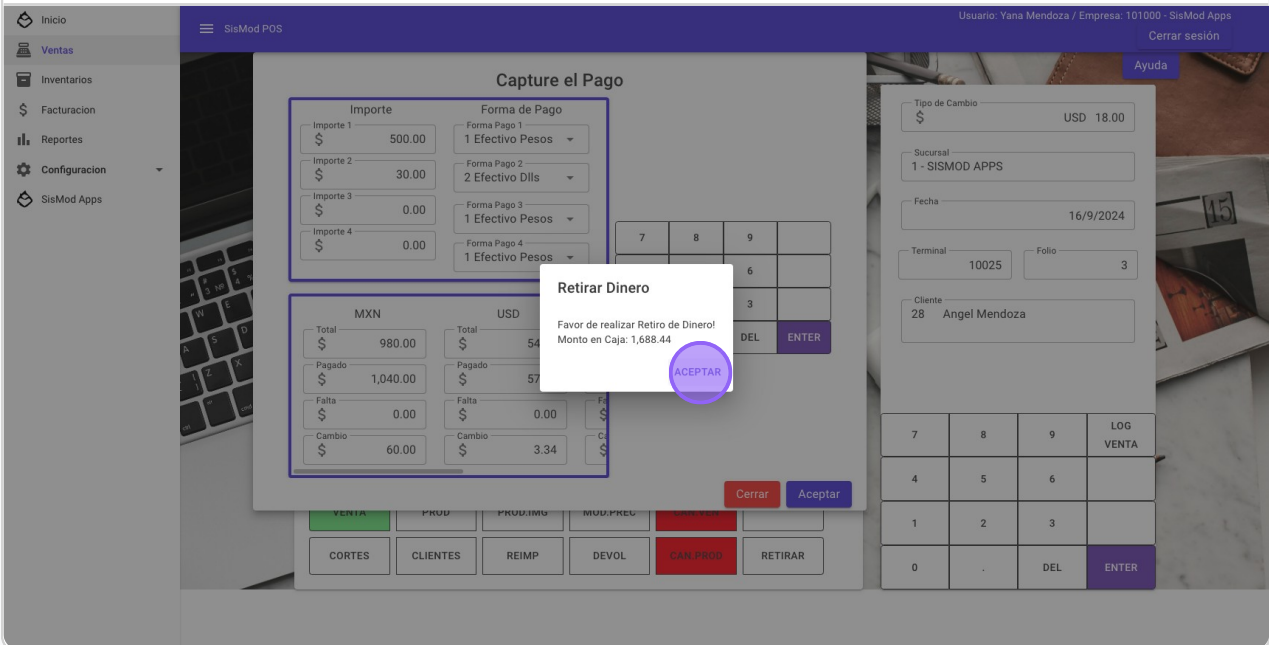 Inicio
Ventas
Inventarios
Facturacion
Reportes
Configuracion
SisMod Apps
SisMod POS
Usuario: Yana Mendoza / Empresa: 101000 - SisMod Apps
Cerrar sesión
Ayuda
Capture el Pago
Importe
Forma de Pago
Importe 1
$ 500.00
Forma Pago 1
1 Efectivo Pesos
Importe 2
$ 30.00
Forma Pago 2
2 Efectivo Dlls
Importe 3
$ 0.00
Forma Pago 3
1 Efectivo Pesos
Importe 4
$ 0.00
Forma Pago 4
1 Efectivo Pesos
7 8 9
6
3
DEL ENTER
Retirar Dinero
Favor de realizar Retiro de Dinero!
Monto en Caja: 1,688.44
ACEPTAR
MXN
USD
Total
$ 980.00
Total
$ 54
Pagado
$ 1,040.00
Pagado
$ 57
Falta
$ 0.00
Falta
$ 0.00
Fa
$
Cambio
$ 60.00
Cambio
$ 3.34
$
Cerrar Aceptar
VENTA PROD PROD.IMG MOD.PREC CAN.VEN
CORTES CLIENTES REIMP DEVOL CAN.PROD RETIRAR
Tipo de Cambio
$ USD 18.00
Sucursal
1 - SISMOD APPS
Fecha
16/9/2024
Terminal
10025
Folio
3
Cliente
28 Angel Mendoza
7 8 9 LOG VENTA
4 5 6
1 2 3
0 . DEL ENTER
15